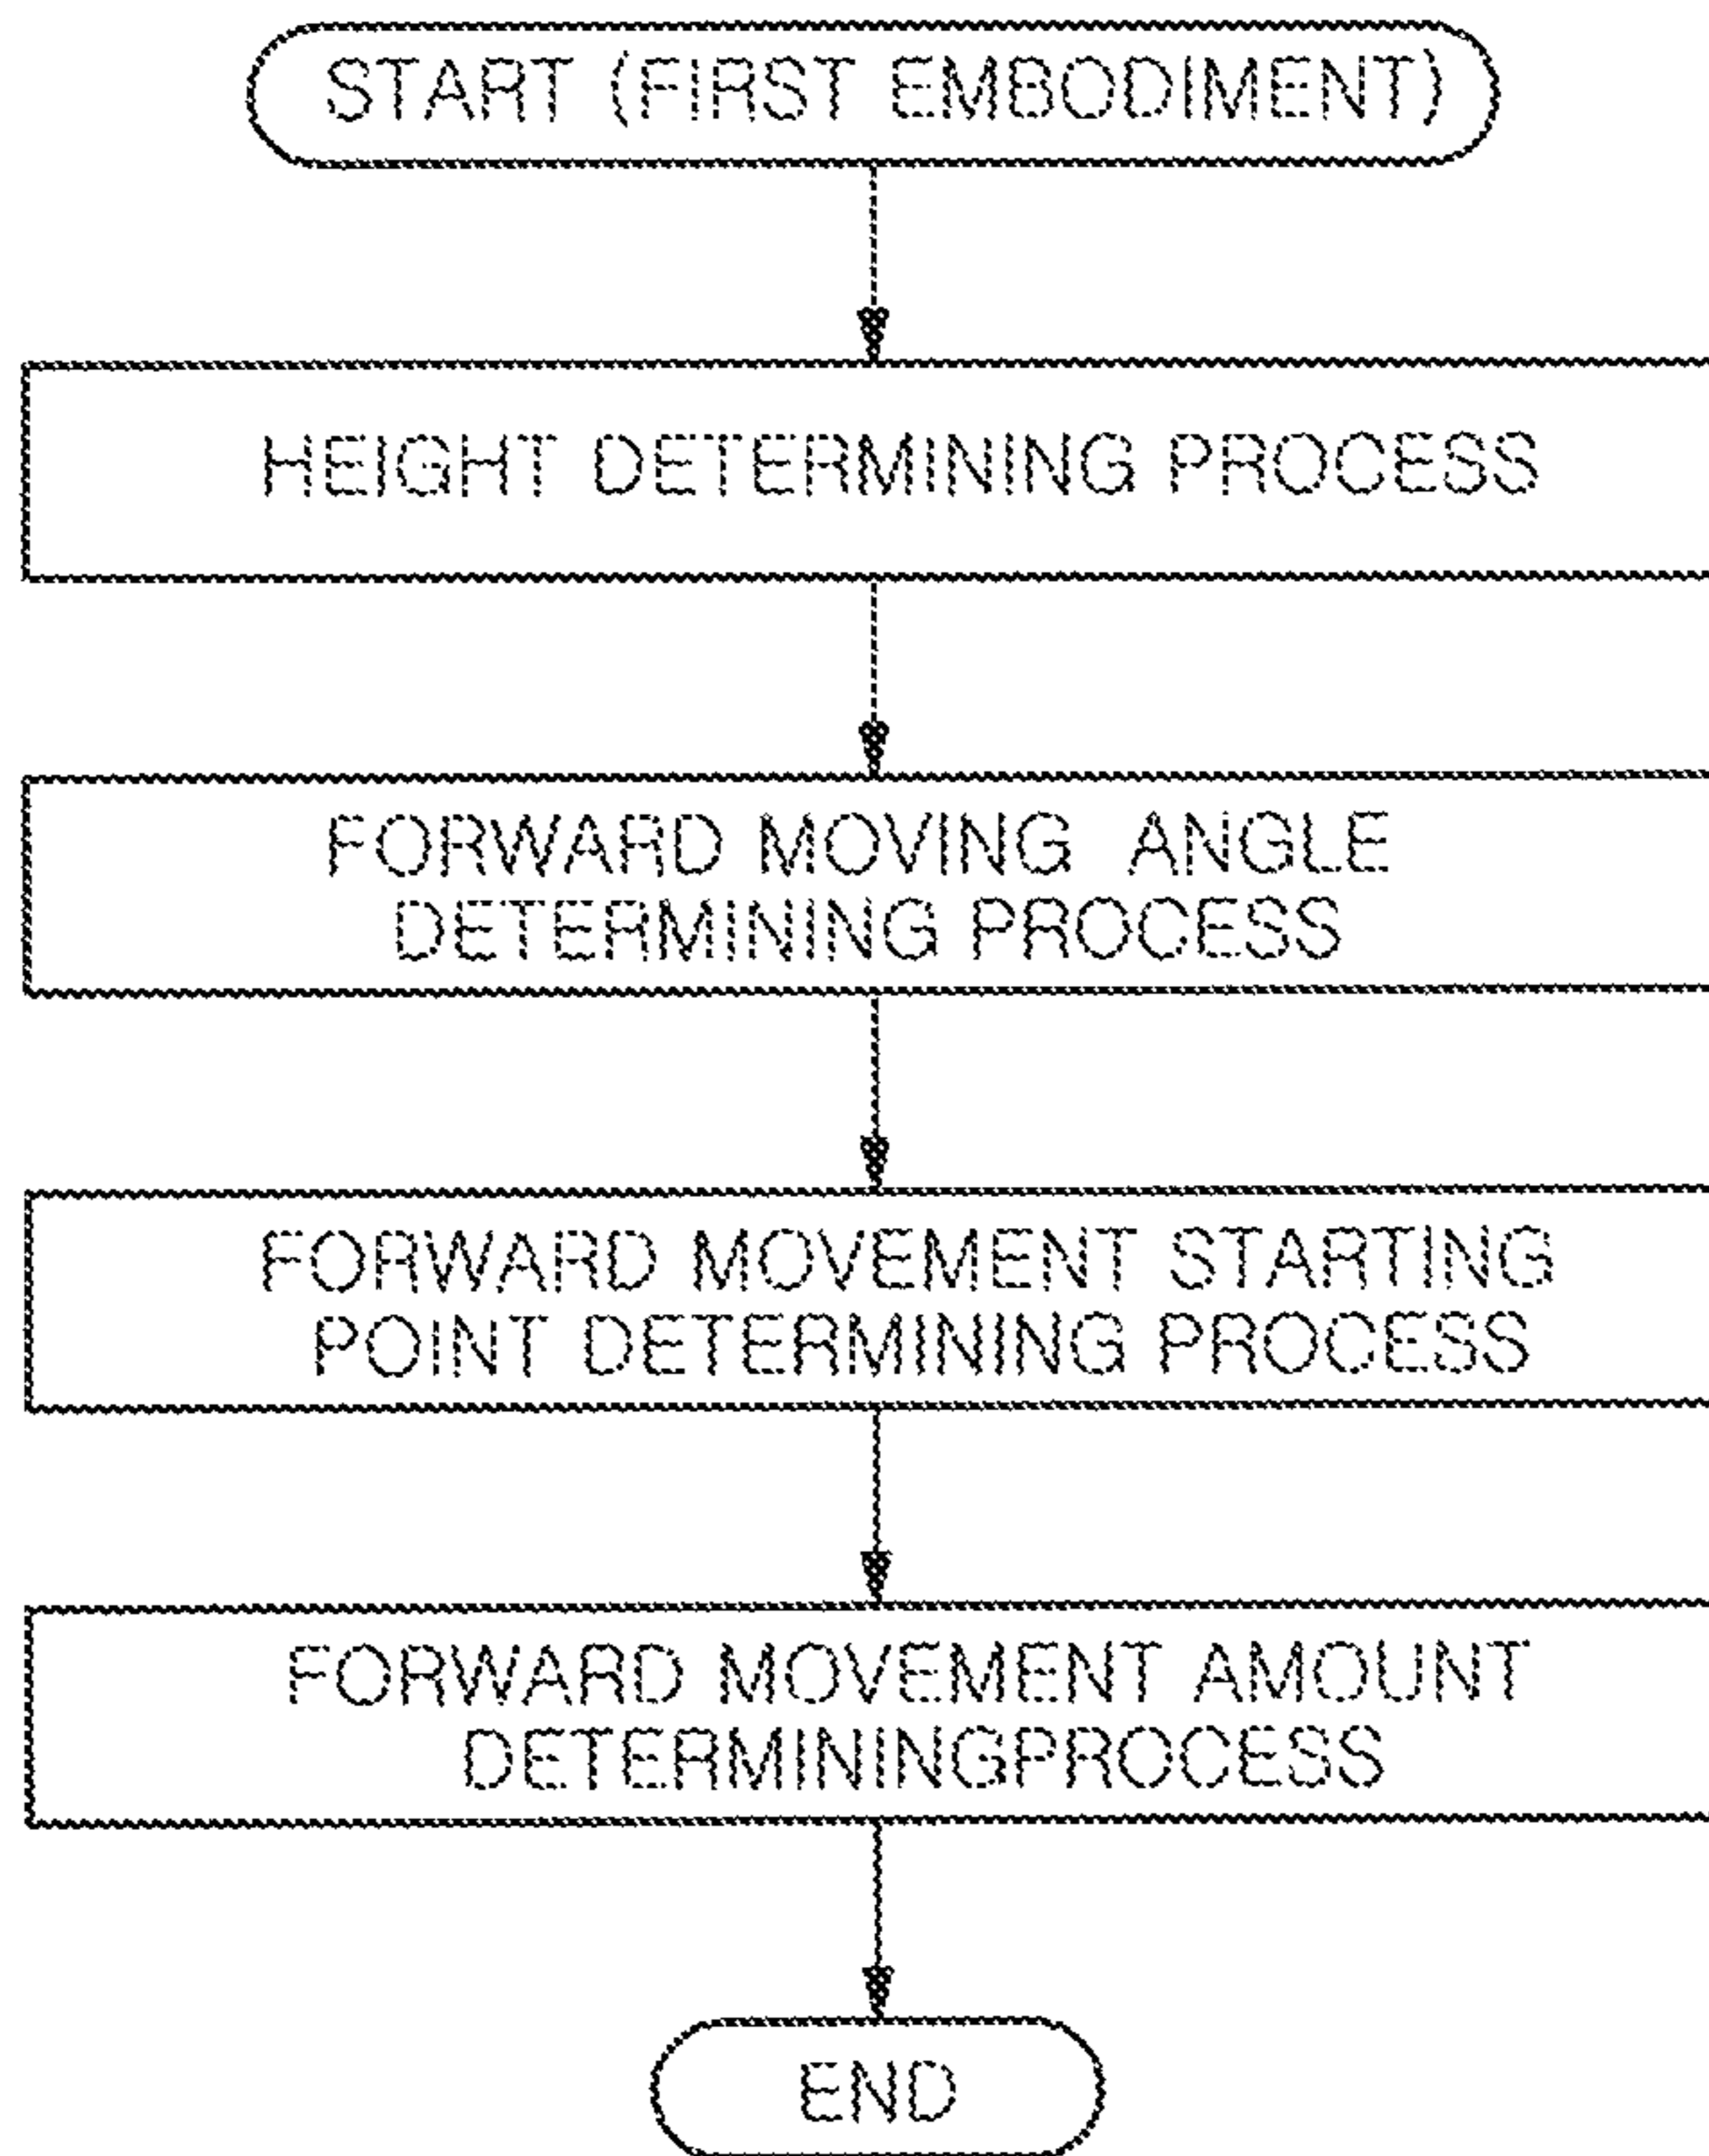 START (FIRST EMBODIMENT)
HEIGHT DETERMINING PROCESS
FORWARD MOVING ANGLE
DETERMINING PROCESS
FORWARD MOVEMENT STARTING
POINT DETERMINING PROCESS
FORWARD MOVEMENT AMOUNT
DETERMININGPROCESS
END